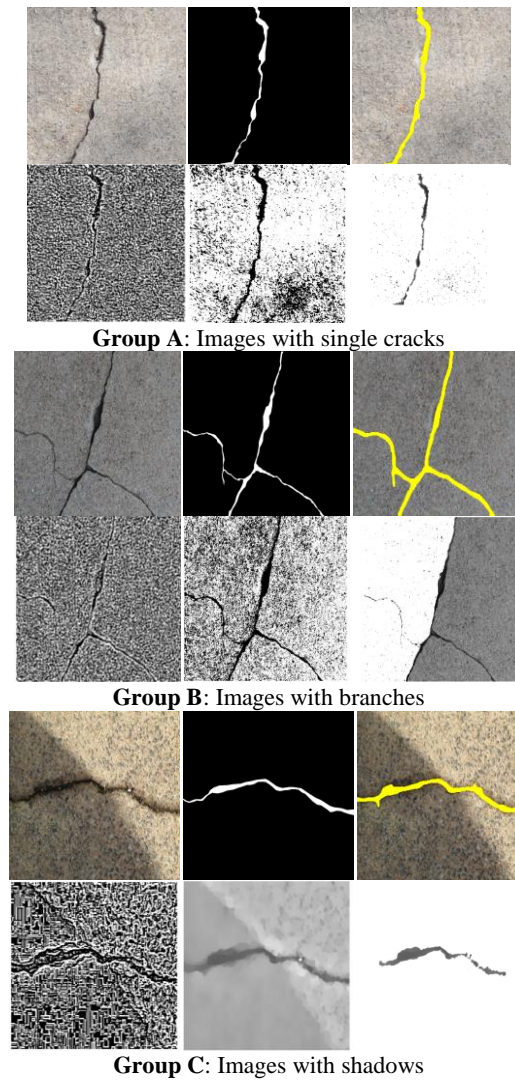 Group A: Images with single cracks
Group B: Images with branches
Group C: Images with shadows